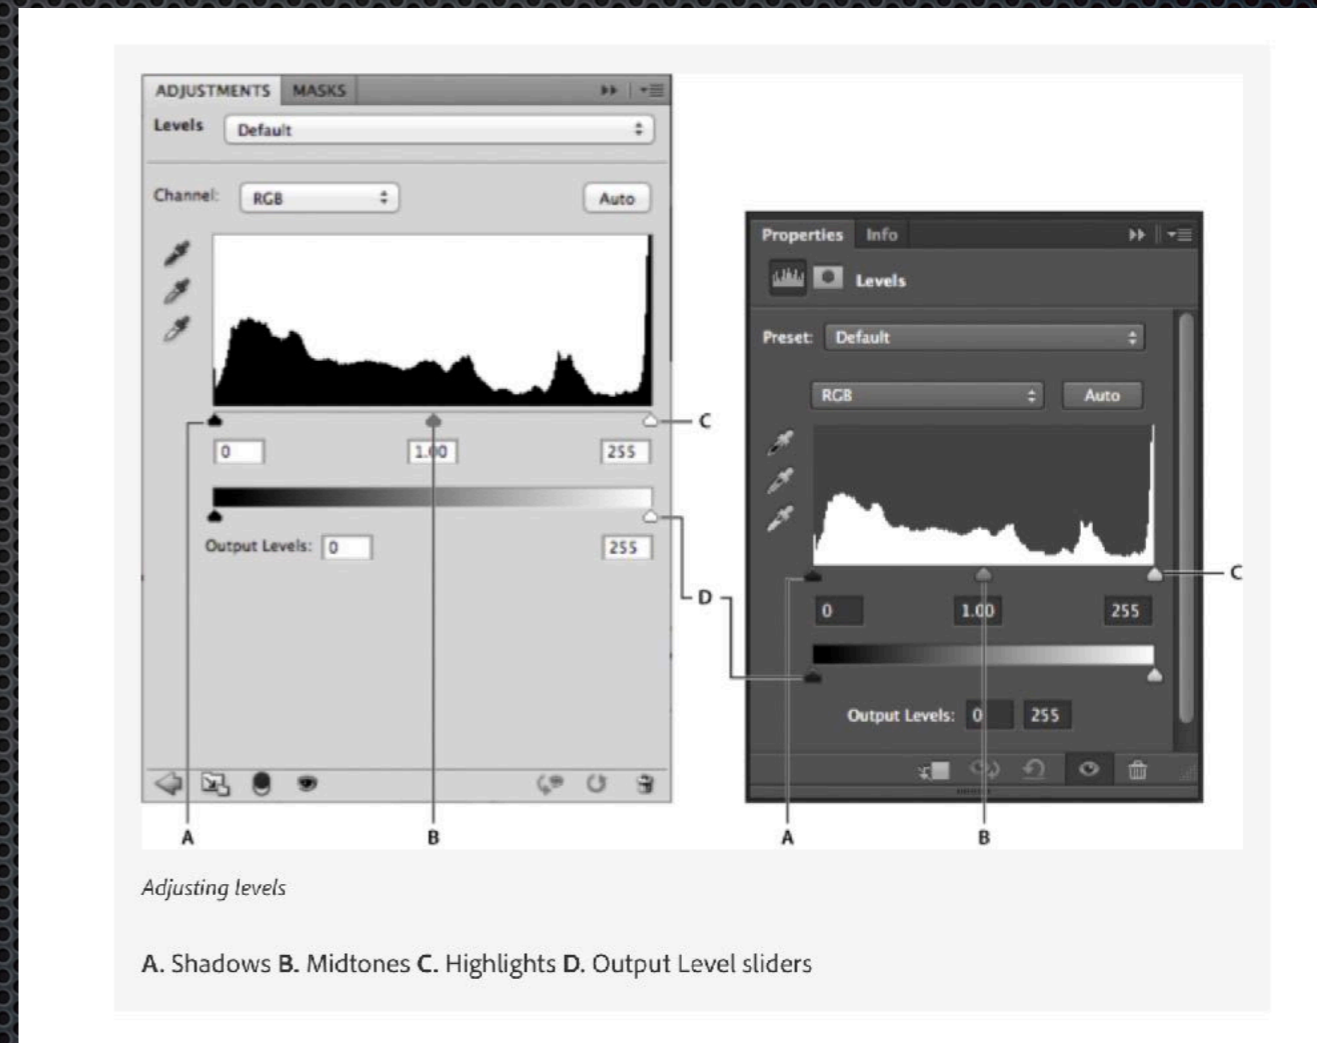 ADJUSTMENTS MASKS
Levels Default
Channel: RGB Auto
C
0 1.00 255
Output Levels: 0 255
D
A B
Properties Info
Levels
Preset: Default
RGB Auto
C
0 1.00 255
Output Levels: 0 255
A B
Adjusting levels
A. Shadows B. Midtones C. Highlights D. Output Level sliders